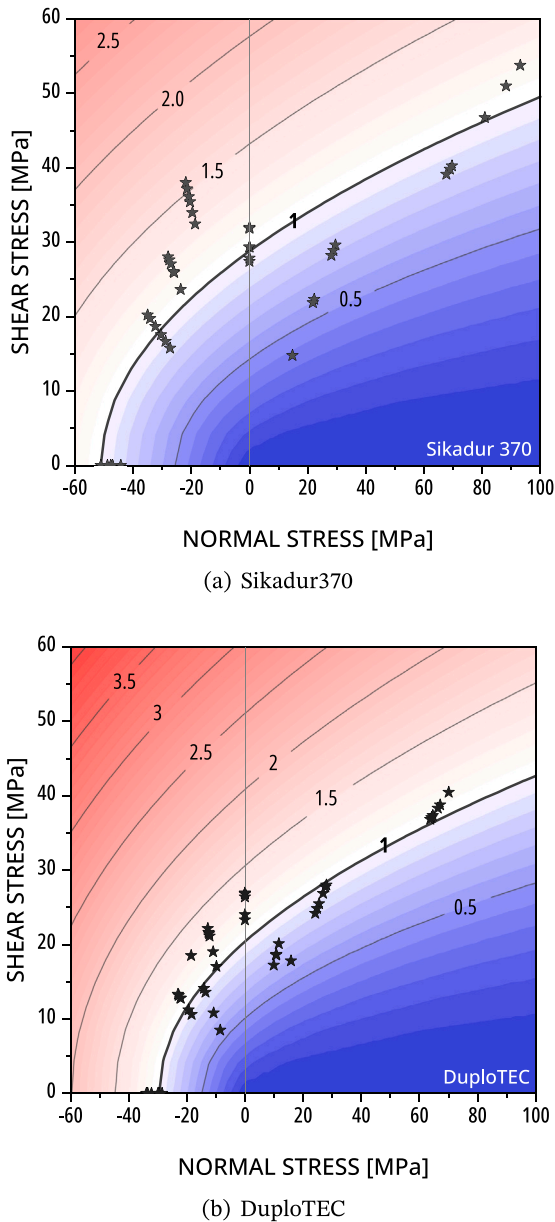 60
50
40
30
20
10
0
SHEAR STRESS [MPa]
2.5
2.0
1.5
1
0.5
Sikadur 370
-60 -40 -20 0 20 40 60 80 100
NORMAL STRESS [MPa]
(a) Sikadur370
60
50
40
30
20
10
0
SHEAR STRESS [MPa]
3.5
3
2.5
2
1.5
1
0.5
DuploTEC
-60 -40 -20 0 20 40 60 80 100
NORMAL STRESS [MPa]
(b) DuploTEC